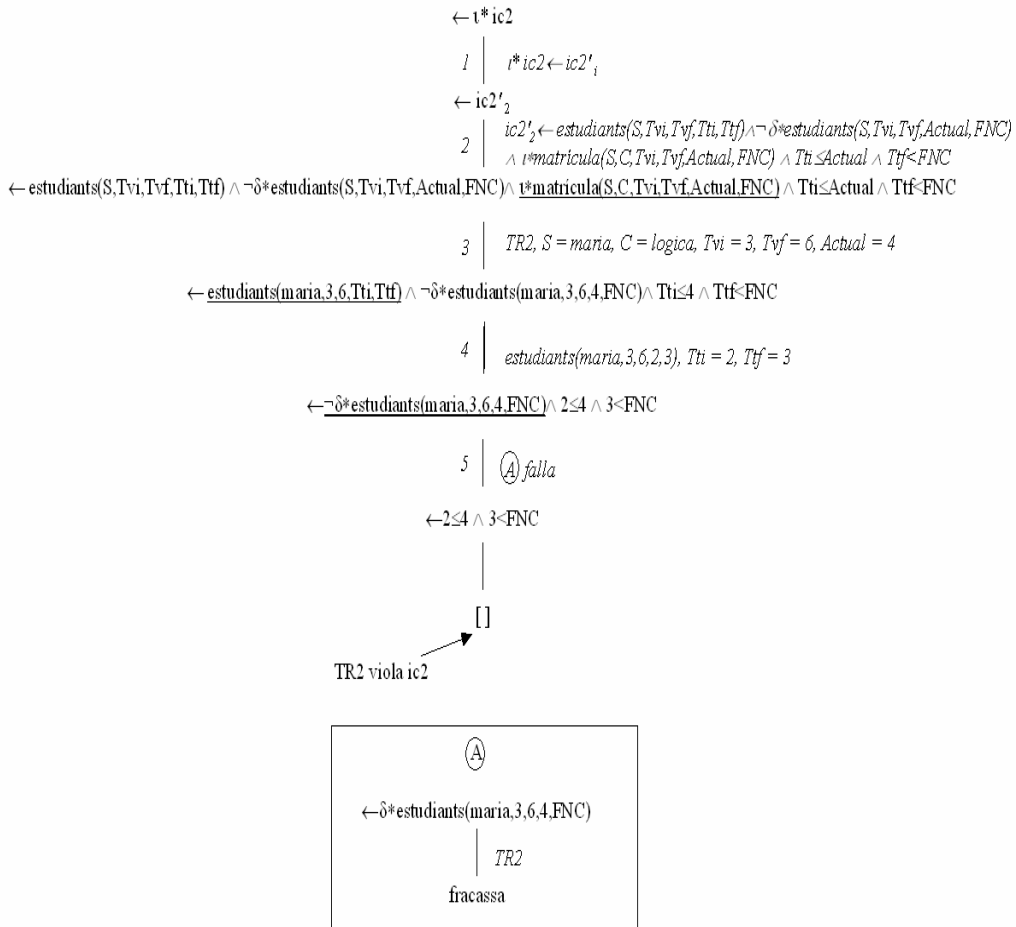 ←ι* ic2
1 ι* ic2←ic2'i
←ic2'2
ic2'2←estudiants(S,Tvi,Tvf,Tti,Ttf)∧¬δ*estudiants(S,Tvi,Tvf,Actual,FNC)
2 ∧ ι*matrícula(S,C,Tvi,Tvf,Actual,FNC) ∧ Tti≤Actual ∧ Ttf<FNC
←estudiants(S,Tvi,Tvf,Tti,Ttf) ∧ ¬δ*estudiants(S,Tvi,Tvf,Actual,FNC)∧ ι*matricula(S,C,Tvi,Tvf,Actual,FNC) ∧ Tti≤Actual ∧ Ttf<FNC
3 TR2, S = maria, C = logica, Tvi = 3, Tvf = 6, Actual = 4
←estudiants(maria,3,6,Tti,Ttf) ∧ ¬δ*estudiants(maria,3,6,4,FNC)∧ Tti≤4 ∧ Ttf<FNC
4 estudiants(maria,3,6,2,3), Tti = 2, Ttf = 3
←¬δ*estudiants(maria,3,6,4,FNC)∧ 2≤4 ∧ 3<FNC
5 A falla
←2≤4 ∧ 3<FNC
[ ]
TR2 viola ic2
A
←δ*estudiants(maria,3,6,4,FNC)
TR2
fracassa